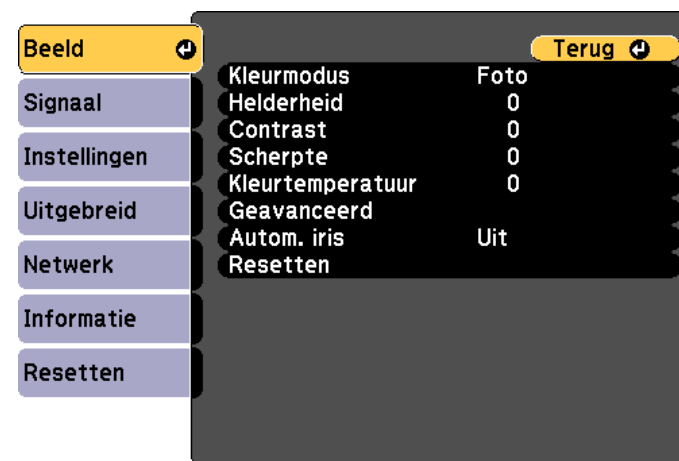 Beeld
Signaal
Instellingen
Uitgebreid
Netwerk
Informatie
Resetten
Terug
Kleurmodus Foto
Helderheid 0
Contrast 0
Scherpte 0
Kleurtemperatuur 0
Geavanceerd
Autom. iris Uit
Resetten